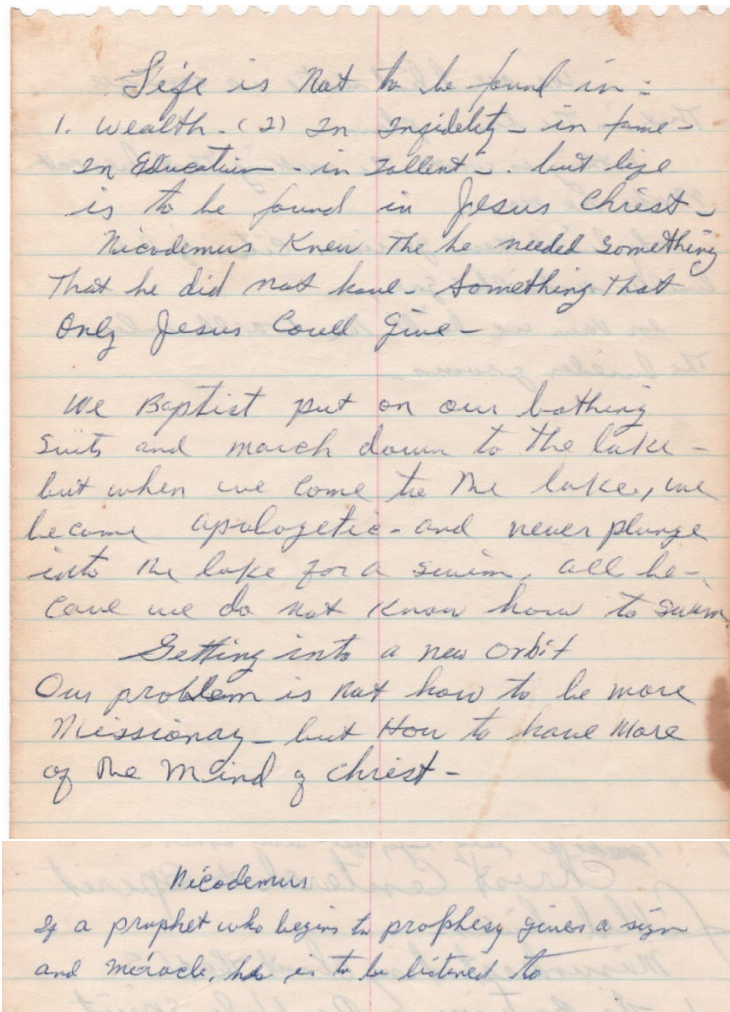 Life is Not to be found in:
1. Wealth - (2) In Infidelity - in fame -
In Education - in Tallent -. but life
is to be found in Jesus Christ -
Nicodemus Knew The he needed something
That he did not have - Something That
Only Jesus Could Give -
We Baptist put on our bathing
Suits and march down to the lake -
but when we come to the lake, we
become apologetic - and never plunge
into the lake for a swim, all be-
cause we do not know how to swim.
Getting into a new Orbit
Our problem is not how to be more
Missionary - but How to have More
of the Mind of Christ -
Nicodemus
If a prophet who begins to prophesy gives a sign
and miracle, he is to be listened to